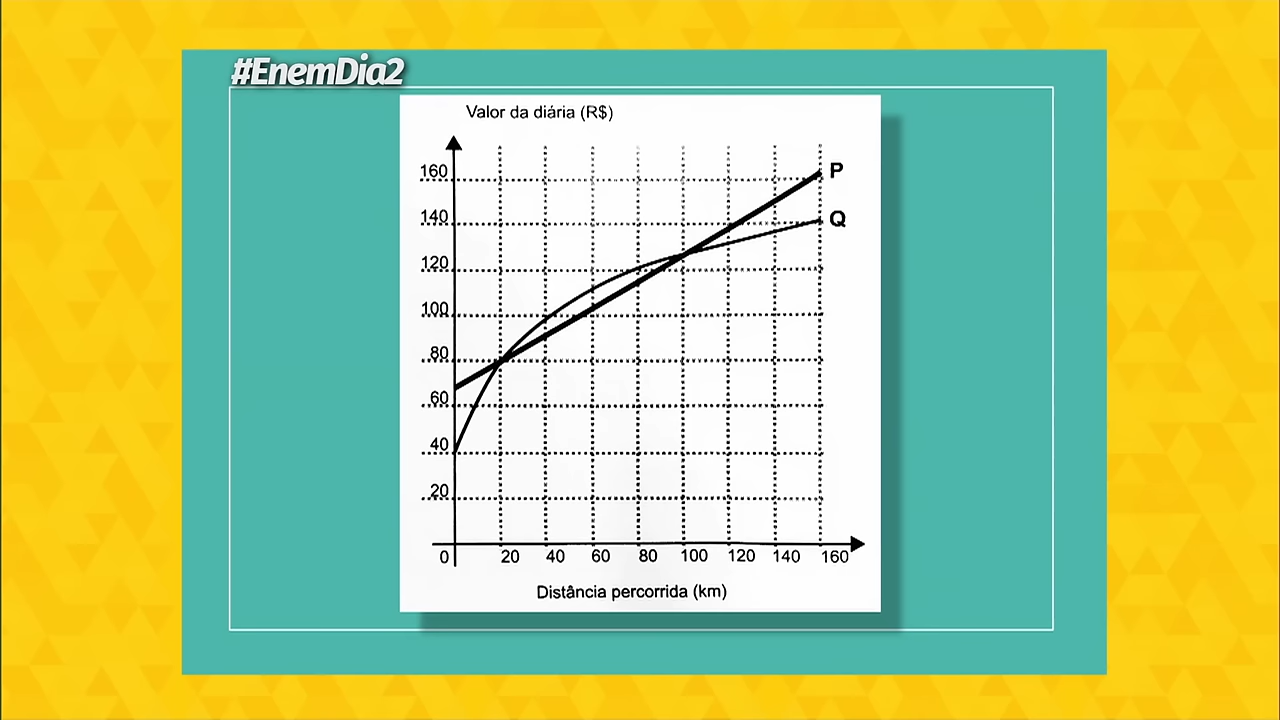 #EnemDia2
Valor da diária (R$)
160
P
140
Q
120
100
80
60
40
20
0 20 40 60 80 100 120 140 160
Distância percorrida (km)